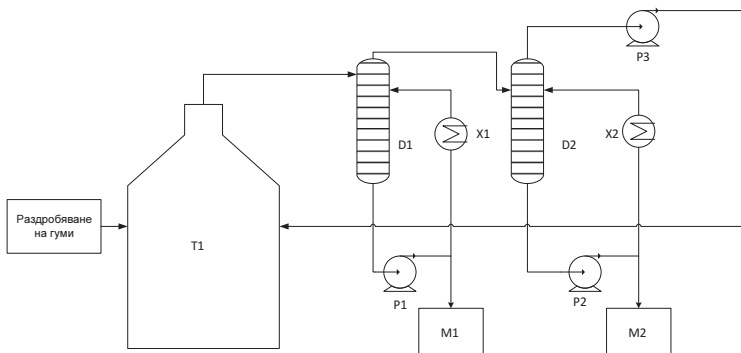 P3
D1
X1
D2
X2
Раздробяване
на гуми
T1
P1
P2
M1
M2